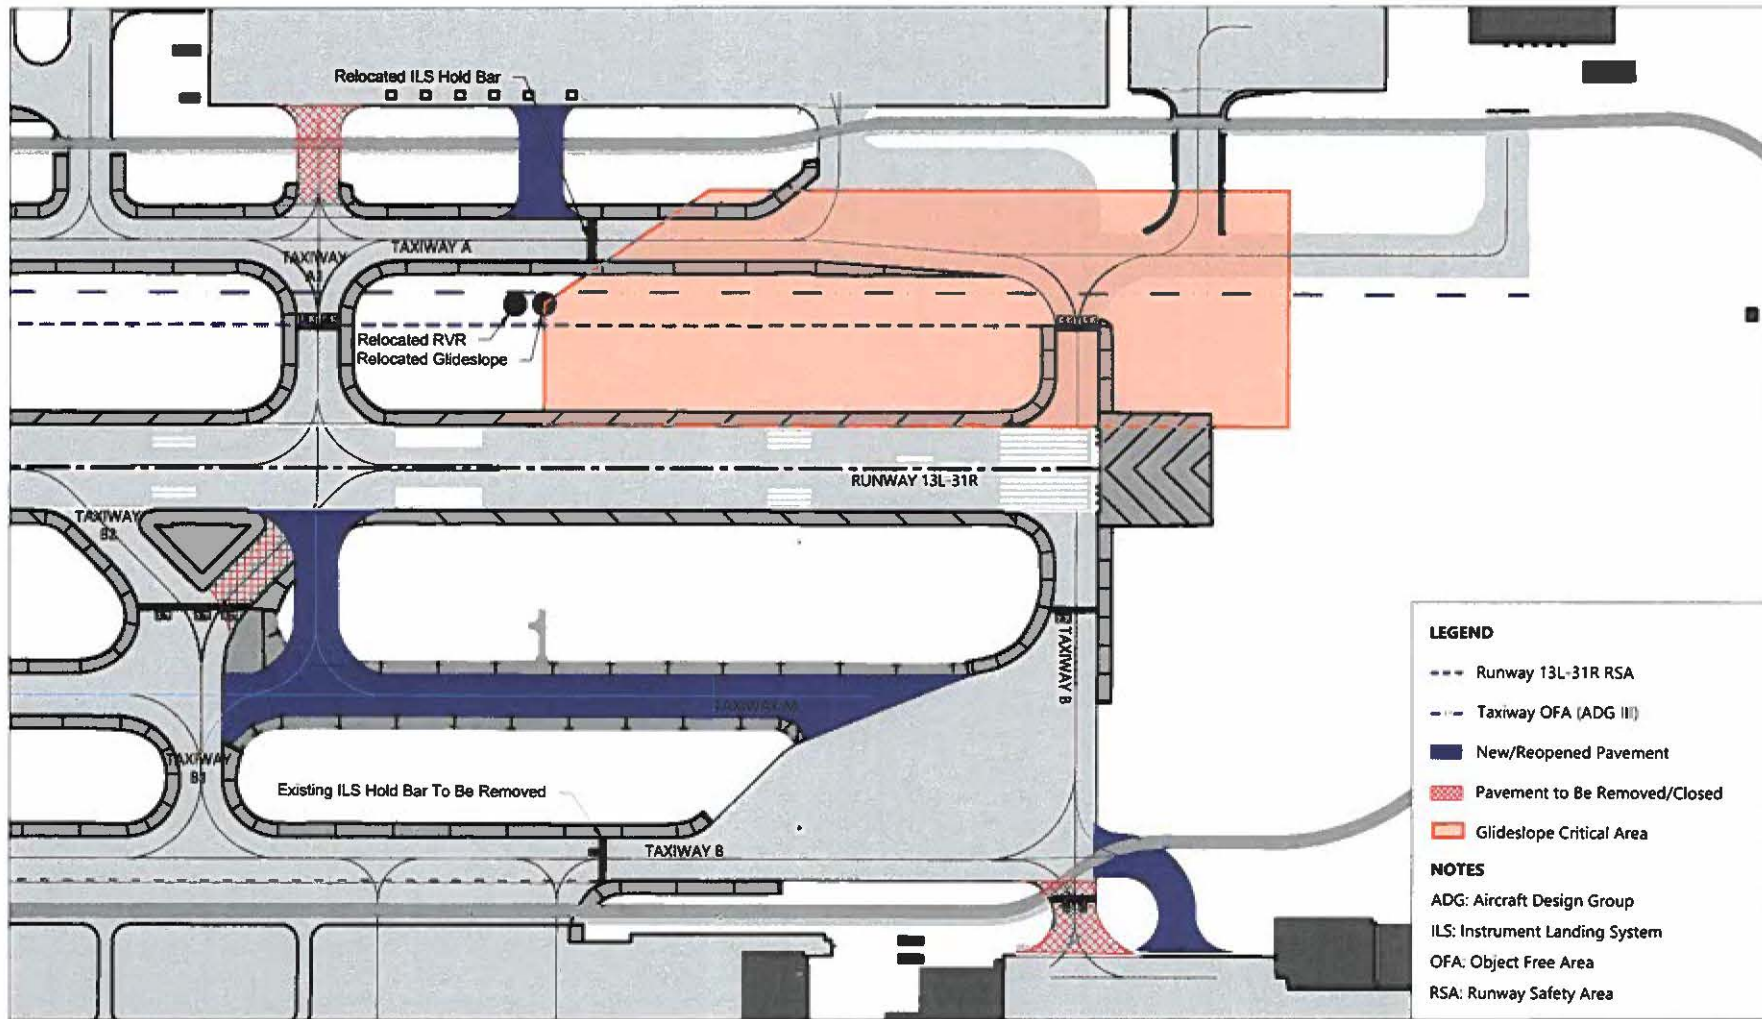 Relocated ILS Hold Bar
TAXIWAY A
TAXIWAY
Relocated RVR
Relocated Glideslope
RUNWAY 13L-31R
TAXIWAY
B2
TAXIWAY B
TAXIWAY M
TAXIWAY
B3
Existing ILS Hold Bar To Be Removed
TAXIWAY B
LEGEND
Runway 13L-31R RSA
Taxiway OFA (ADG III)
New/Reopened Pavement
Pavement to Be Removed/Closed
Glideslope Critical Area
NOTES
ADG: Aircraft Design Group
ILS: Instrument Landing System
OFA: Object Free Area
RSA: Runway Safety Area